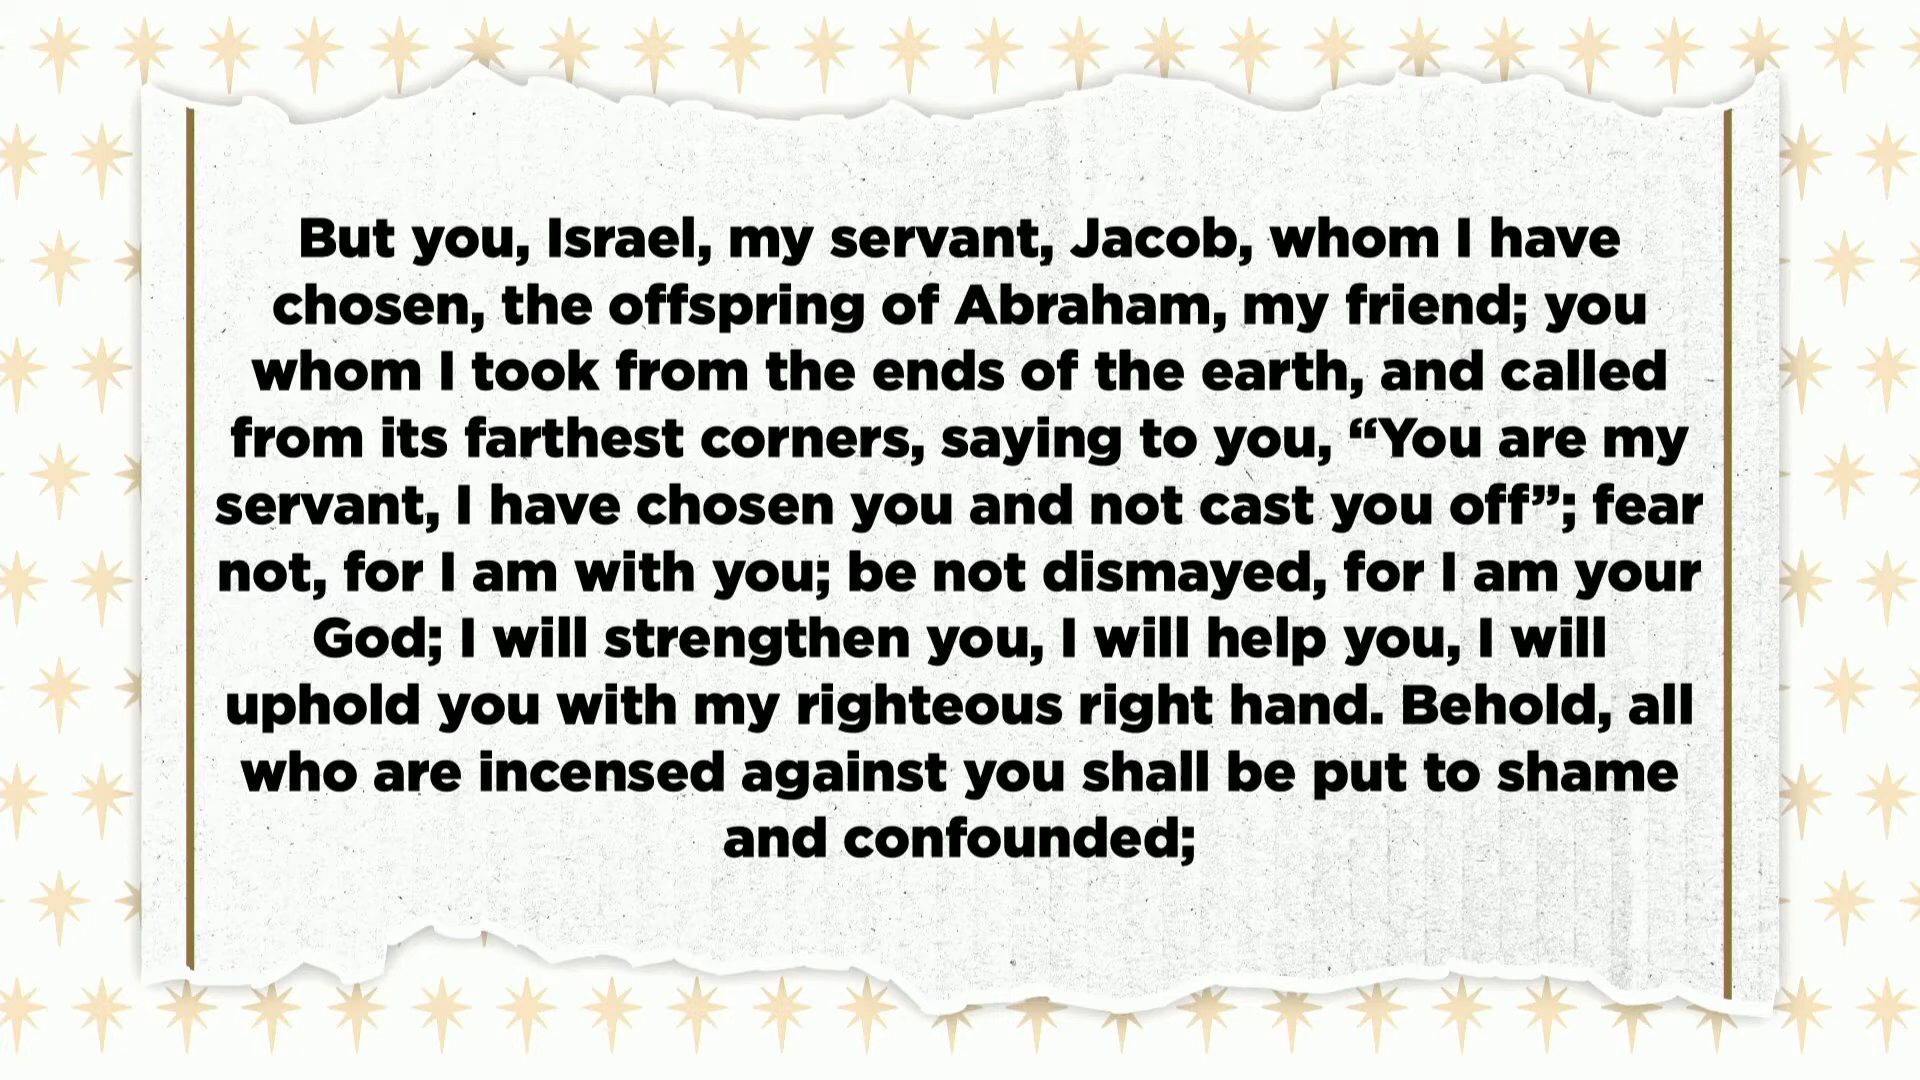 But you, Israel, my servant, Jacob, whom I have
chosen, the offspring of Abraham, my friend; you
whom I took from the ends of the earth, and called
from its farthest corners, saying to you, “You are my
servant, I have chosen you and not cast you off”; fear
not, for I am with you; be not dismayed, for I am your
God; I will strengthen you, I will help you, I will
uphold you with my righteous right hand. Behold, all
who are incensed against you shall be put to shame
and confounded;